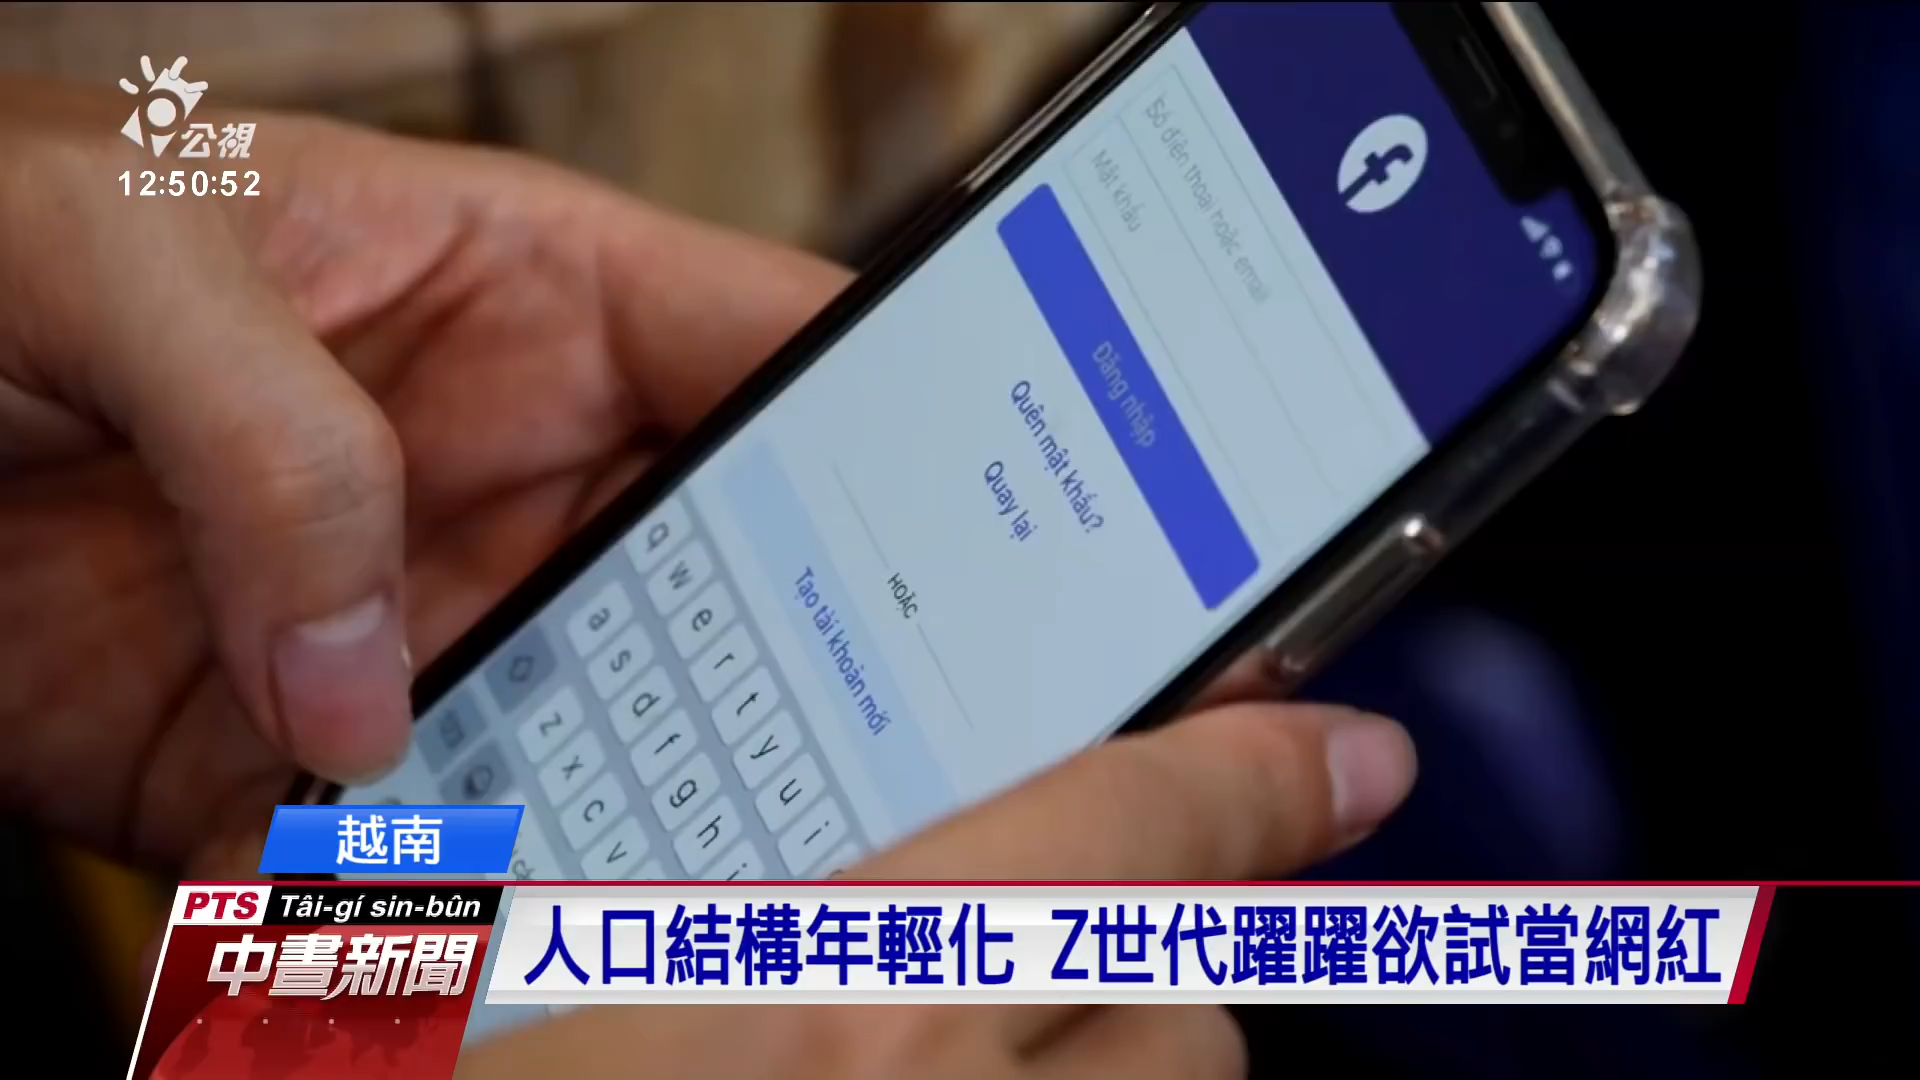 公視
12:50:52
Số điện thoại hoặc email
Mật khẩu
Đăng nhập
Quên mật khẩu?
Quay lại
HOẶC
Tạo tài khoản mới
q w e r t y u i
a s d f g h j
z x c v
越南
PTS Tâi-gí sin-bûn
中晝新聞
人口結構年輕化 Z世代躍躍欲試當網紅